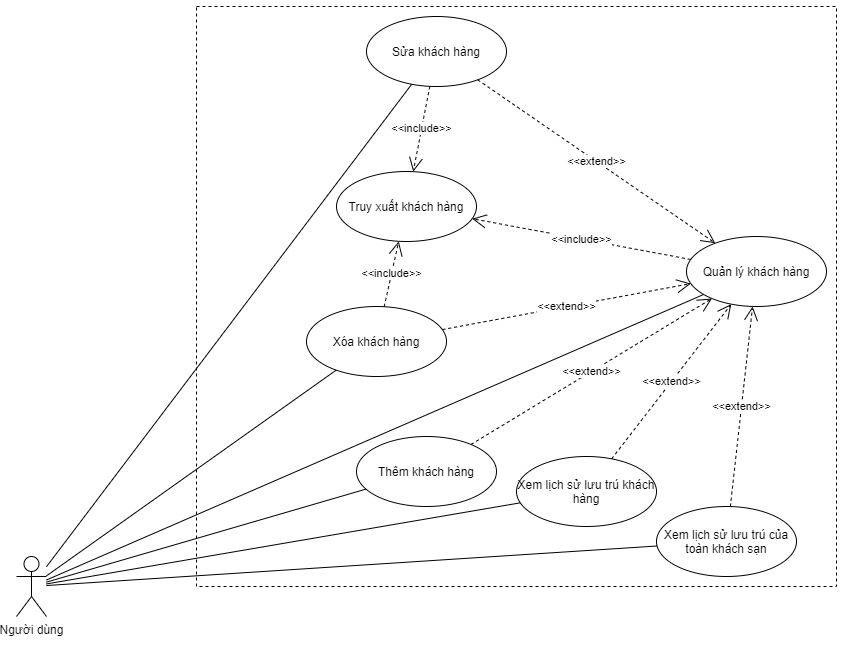 Sửa khách hàng
<<include>>
<<extend>>
Truy xuất khách hàng
<<include>>
Quản lý khách hàng
<<include>>
<<extend>>
Xóa khách hàng
<<extend>>
<<extend>>
<<extend>>
Thêm khách hàng
Xem lịch sử lưu trú khách
hàng
Xem lịch sử lưu trú của
toàn khách sạn
Người dùng